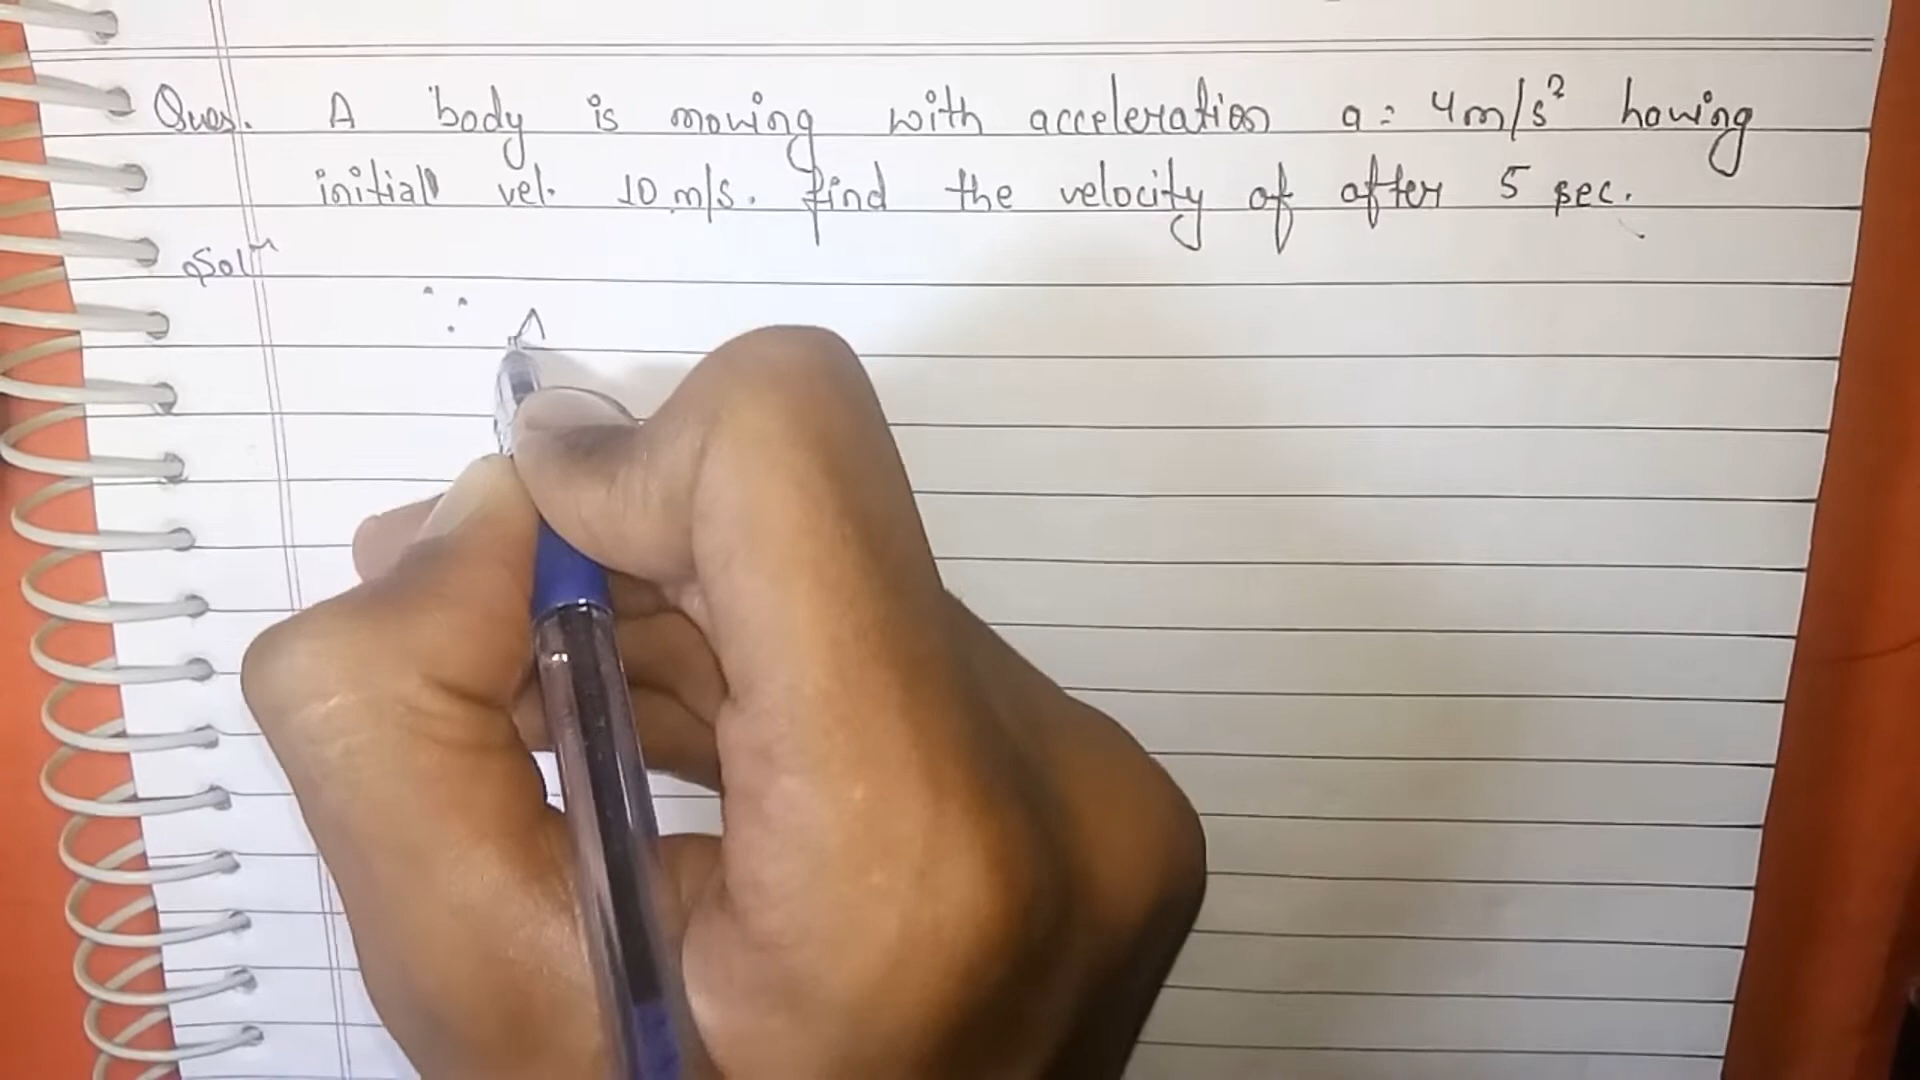 Ques. A body is moving with acceleration a = 4m/s² having
initial vel. 10 m/s. find the velocity of after 5 sec.
Solⁿ
∵ A